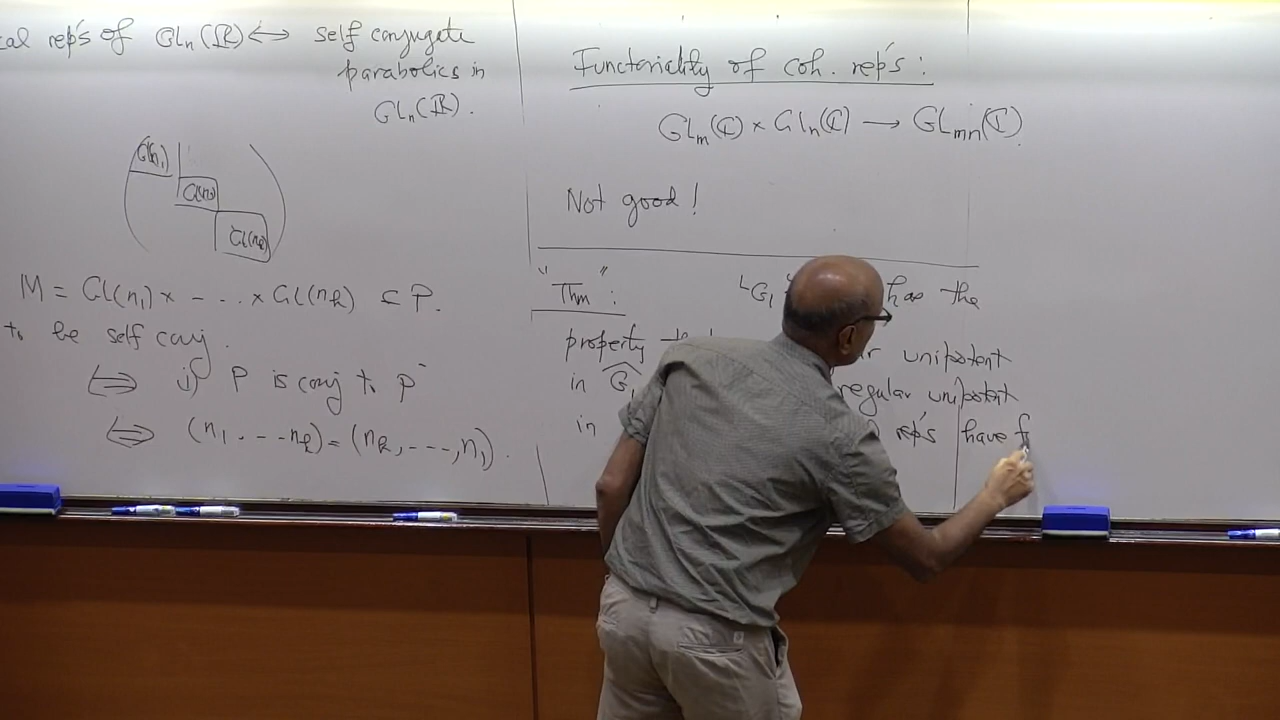 rep's of GLn(ℝ) ↔ self conjugate
parabolics in
GLn(ℝ).
Gl(n1)
Gl(n2)
Gl(nk)
M = Gl(n1) × - . . . × Gl(nk) ⊆ P.
to be self conj.
⟺ if P is conj to P⁻
⟺ (n1, - - - nk) = (nk, - - -, n1).
Functoriality of coh. rep's :
GLm(ℂ) × Gln(ℂ) ⟶ GLmn(ℂ)
Not good !
"Thm" : ᴸG1 has the
property unipotent
in Ĝ regular unipotent
in rep's have f